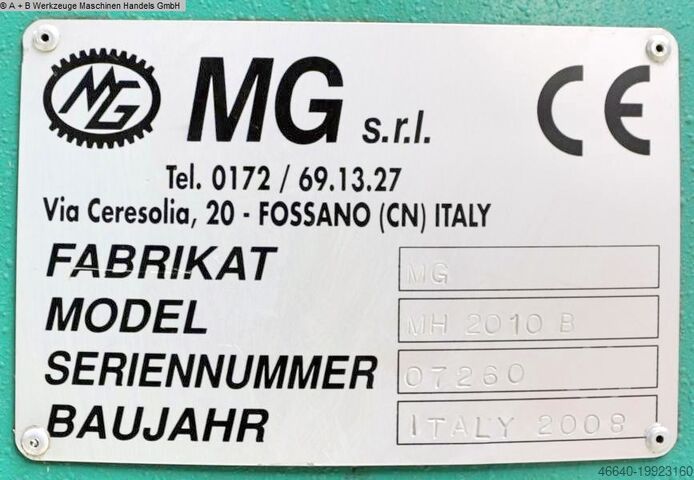 © A + B Werkzeuge Maschinen Handels GmbH
MG MG s.r.l. CE
Tel. 0172 / 69.13.27
Via Ceresolia, 20 - FOSSANO (CN) ITALY
FABRIKAT MG
MODEL MH 2010 B
SERIENNUMMER 07260
BAUJAHR ITALY 2008
46640-19923160